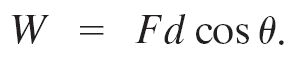 W = Fd cos θ.